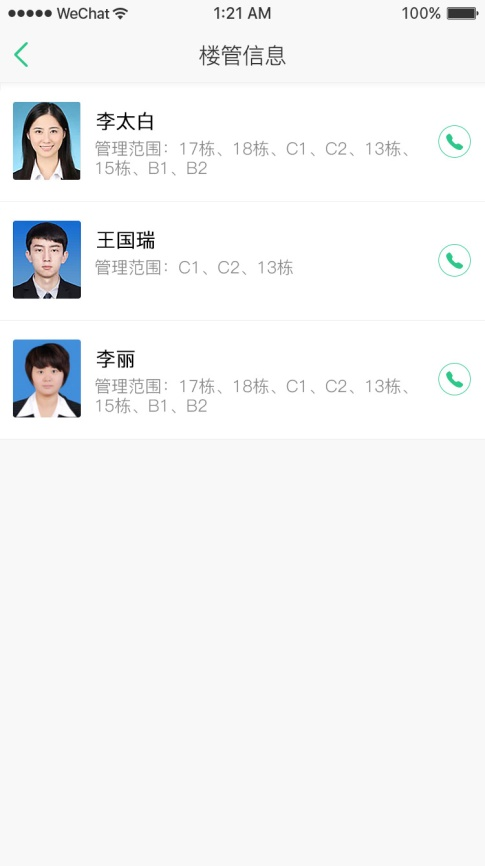 WeChat 1:21 AM 100%
楼管信息
李太白
管理范围：17栋、18栋、C1、C2、13栋、
15栋、B1、B2
王国瑞
管理范围：C1、C2、13栋
李丽
管理范围：17栋、18栋、C1、C2、13栋、
15栋、B1、B2